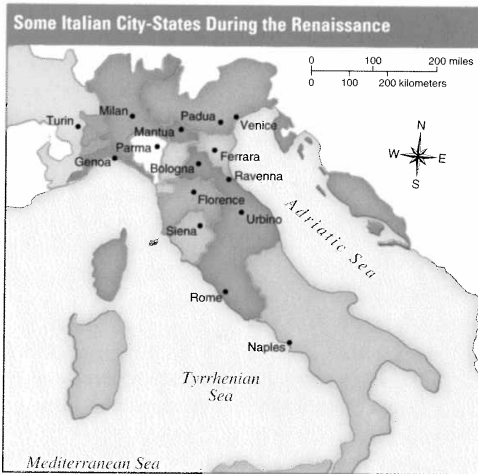 Some Italian City-States During the Renaissance
0 100 200 miles
0 100 200 kilometers
Milan
Padua
Turin
Venice
Mantua
N
Parma
Ferrara
W E
Genoa
Bologna
Ravenna
S
Florence
Urbino
Siena
Adriatic Sea
Rome
Naples
Tyrrhenian
Sea
Mediterranean Sea